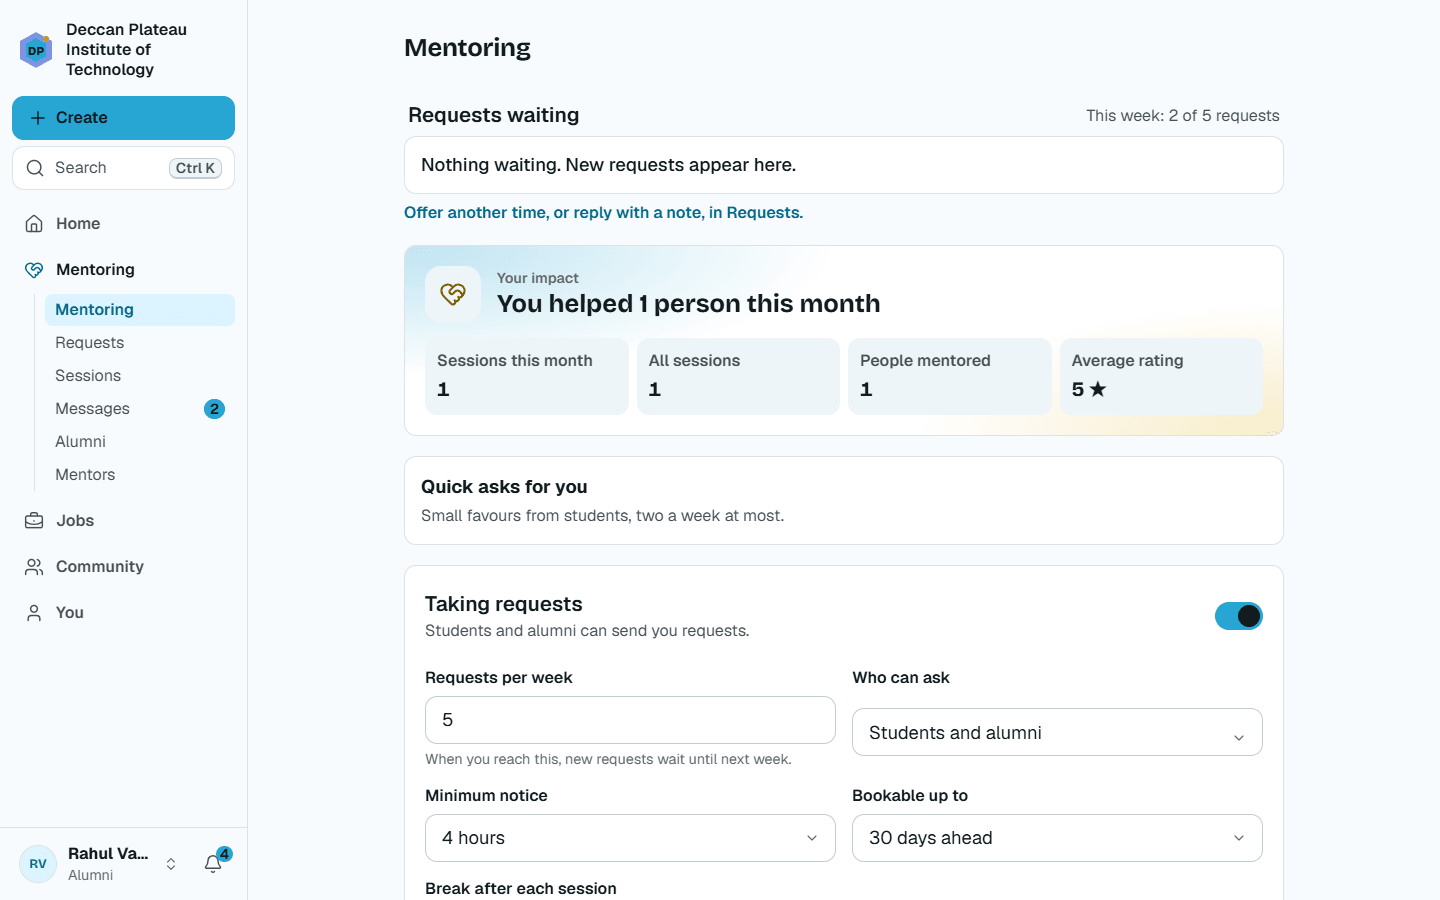 DP
Deccan Plateau
Institute of
Technology
Create
Search
Ctrl K
Home
Mentoring
Mentoring
Requests
Sessions
Messages
2
Alumni
Mentors
Jobs
Community
You
RV
Rahul Va...
Alumni
4
Mentoring
Requests waiting
This week: 2 of 5 requests
Nothing waiting. New requests appear here.
Offer another time, or reply with a note, in Requests.
Your impact
You helped 1 person this month
Sessions this month
1
All sessions
1
People mentored
1
Average rating
5 ★
Quick asks for you
Small favours from students, two a week at most.
Taking requests
Students and alumni can send you requests.
Requests per week
5
When you reach this, new requests wait until next week.
Who can ask
Students and alumni
Minimum notice
4 hours
Bookable up to
30 days ahead
Break after each session